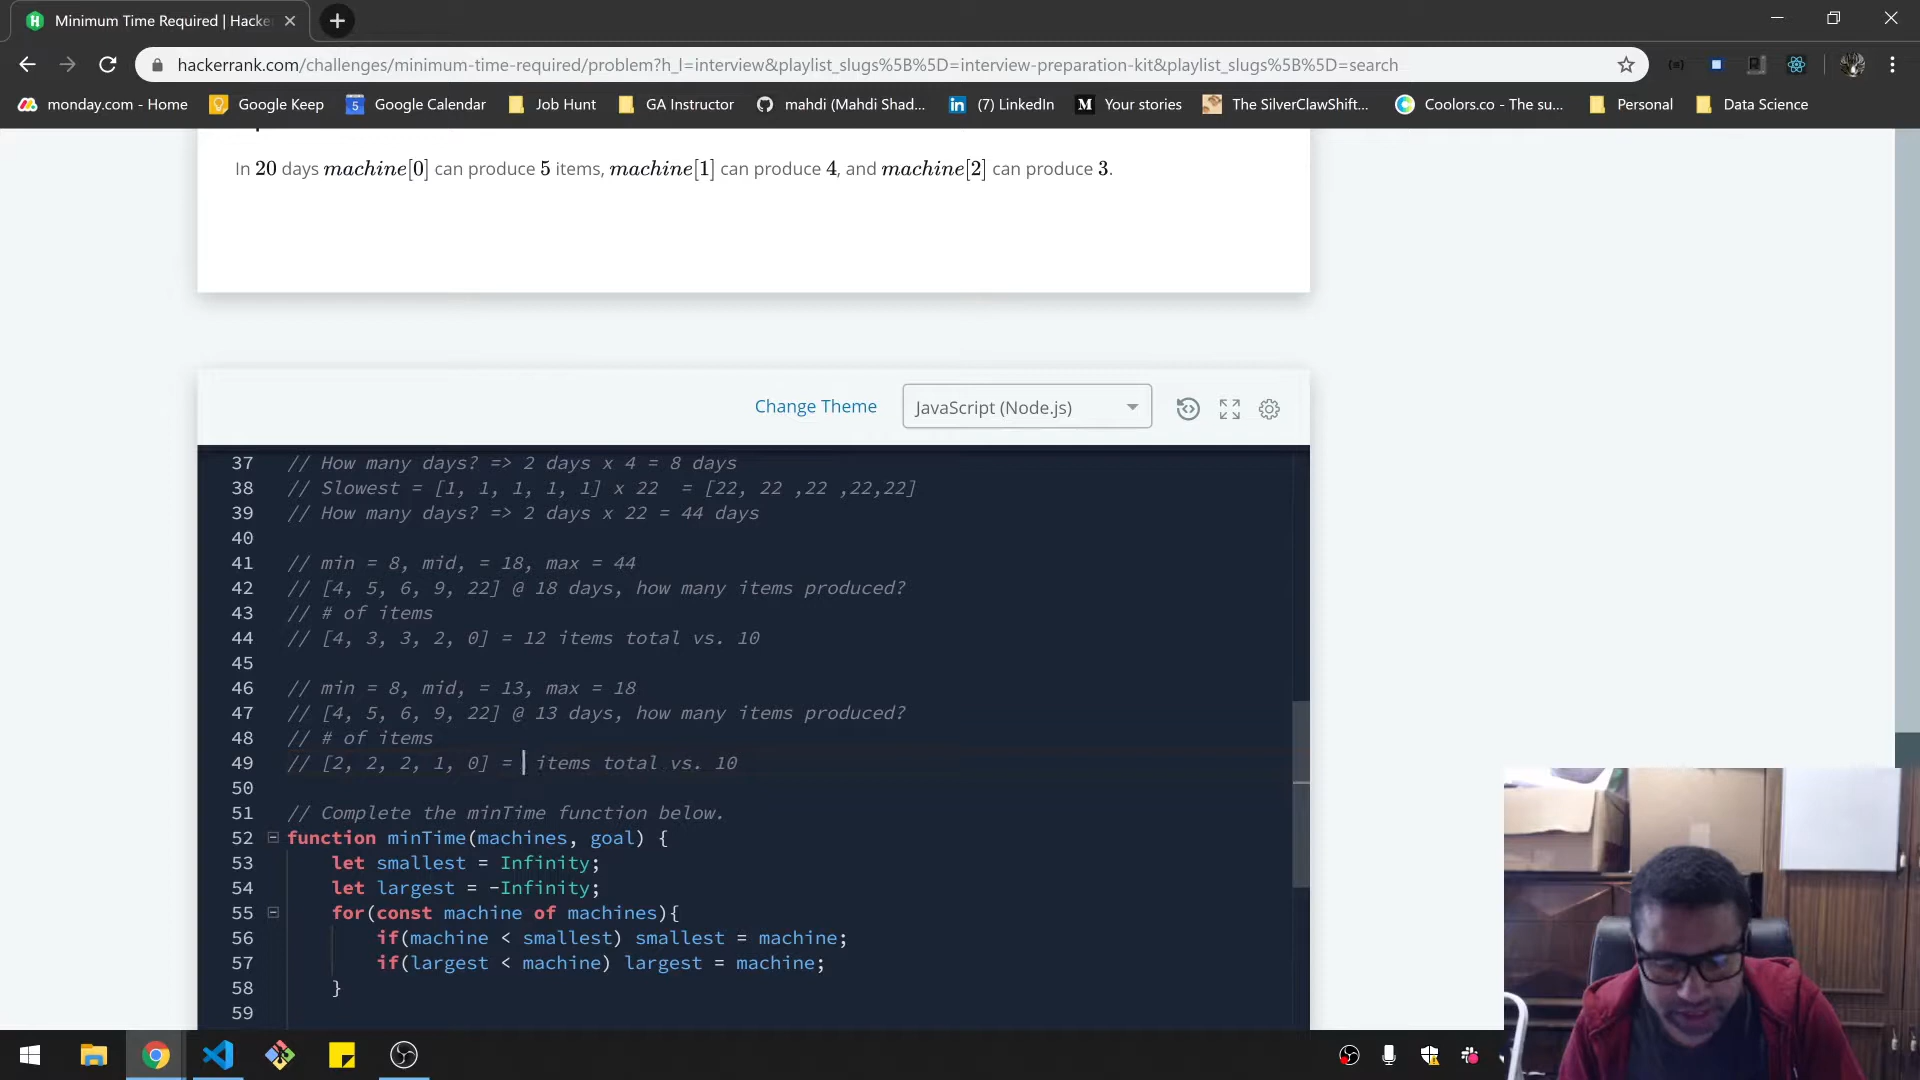 Minimum Time Required | Hacke
hackerrank.com/challenges/minimum-time-required/problem?h_l=interview&playlist_slugs%5B%5D=interview-preparation-kit&playlist_slugs%5B%5D=search
monday.com - Home Google Keep 5 Google Calendar Job Hunt GA Instructor mahdi (Mahdi Shad... in (7) LinkedIn M Your stories The SilverClawShift... Coolors.co - The su... Personal Data Science
In 20 days machine[0] can produce 5 items, machine[1] can produce 4, and machine[2] can produce 3.
Change Theme JavaScript (Node.js)
37 // How many days? => 2 days x 4 = 8 days
38 // Slowest = [1, 1, 1, 1, 1] x 22  = [22, 22 ,22 ,22,22]
39 // How many days? => 2 days x 22 = 44 days
40
41 // min = 8, mid, = 18, max = 44
42 // [4, 5, 6, 9, 22] @ 18 days, how many items produced?
43 // # of items
44 // [4, 3, 3, 2, 0] = 12 items total vs. 10
45
46 // min = 8, mid, = 13, max = 18
47 // [4, 5, 6, 9, 22] @ 13 days, how many items produced?
48 // # of items
49 // [2, 2, 2, 1, 0] = items total vs. 10
50
51 // Complete the minTime function below.
52 function minTime(machines, goal) {
53 let smallest = Infinity;
54 let largest = -Infinity;
55 for(const machine of machines){
56 if(machine < smallest) smallest = machine;
57 if(largest < machine) largest = machine;
58 }
59